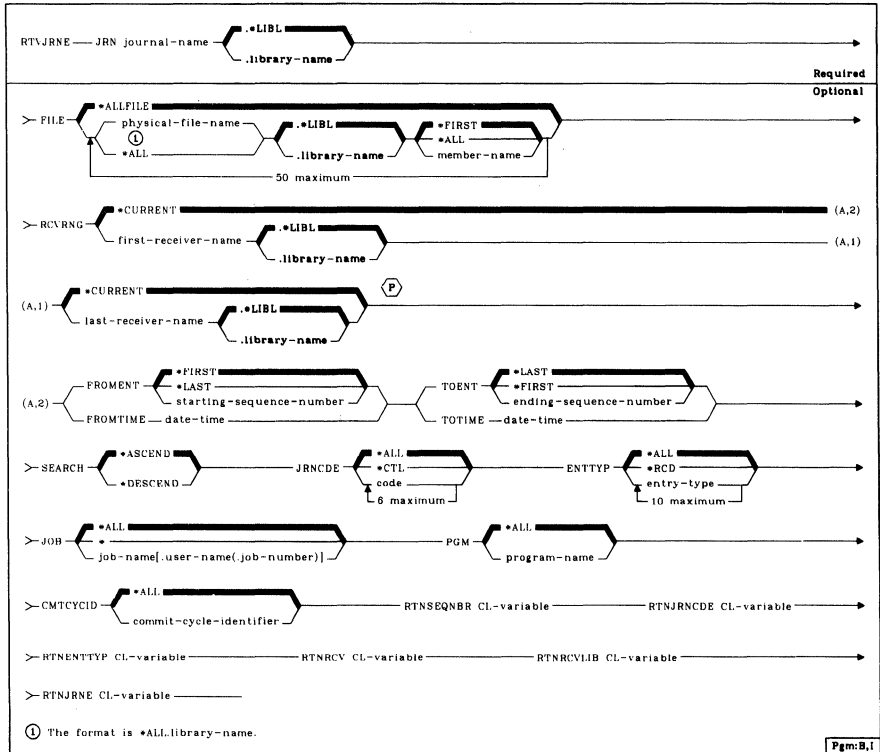 .*LIBL
RTVJRNE JRN journal-name
.library-name
Required
Optional
*ALLFILE
FILE physical-file-name .*LIBL *FIRST
1 *ALL
*ALL .library-name member-name
50 maximum
*CURRENT (A,2)
RCVRNG .*LIBL
first-receiver-name (A,1)
.library-name
*CURRENT P
(A,1) .*LIBL
last-receiver-name
.library-name
*FIRST *LAST
FROMENT *LAST TOENT *FIRST
starting-sequence-number ending-sequence-number
(A,2)
FROMTIME date-time TOTIME date-time
*ALL *ALL
SEARCH *ASCEND JRNCDE *CTL ENTTYP *RCD
*DESCEND code entry-type
6 maximum 10 maximum
*ALL *ALL
JOB * PGM
job-name[.user-name(.job-number)] program-name
*ALL
CMTCYCID RTNSEQNBR CL-variable RTNJRNCDE CL-variable
commit-cycle-identifier
RTNENTTYP CL-variable RTNRCV CL-variable RTNRCVLIB CL-variable
RTNJRNE CL-variable
1 The format is *ALL.library-name.
Pgm:B,I